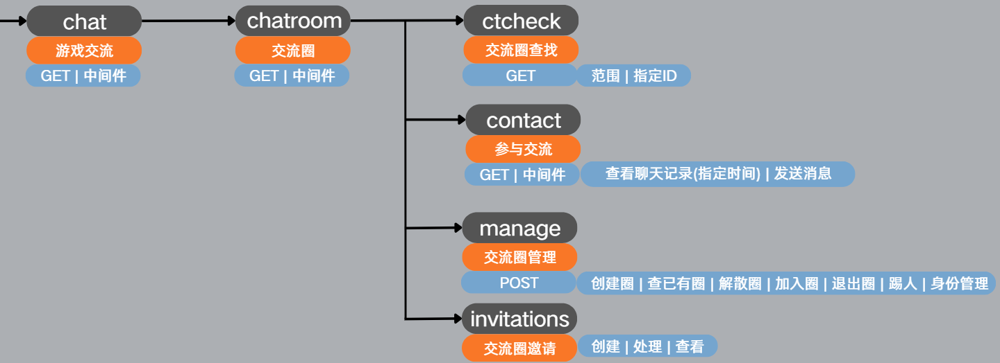 chat
游戏交流
GET | 中间件
chatroom
交流圈
GET | 中间件
ctcheck
交流圈查找
GET
范围 | 指定ID
contact
参与交流
GET | 中间件
查看聊天记录(指定时间) | 发送消息
manage
交流圈管理
POST
创建圈 | 查已有圈 | 解散圈 | 加入圈 | 退出圈 | 踢人 | 身份管理
invitations
交流圈邀请
创建 | 处理 | 查看